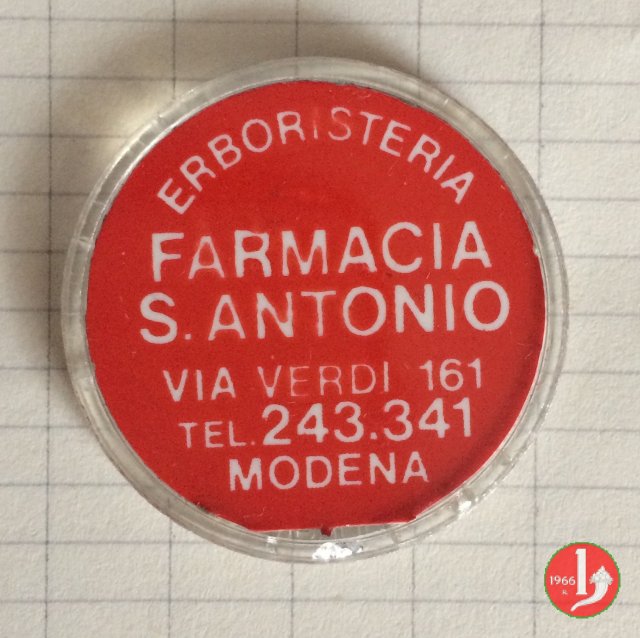 ERBORISTERIA
FARMACIA
S. ANTONIO
VIA VERDI 161
TEL. 243.341
MODENA
1966